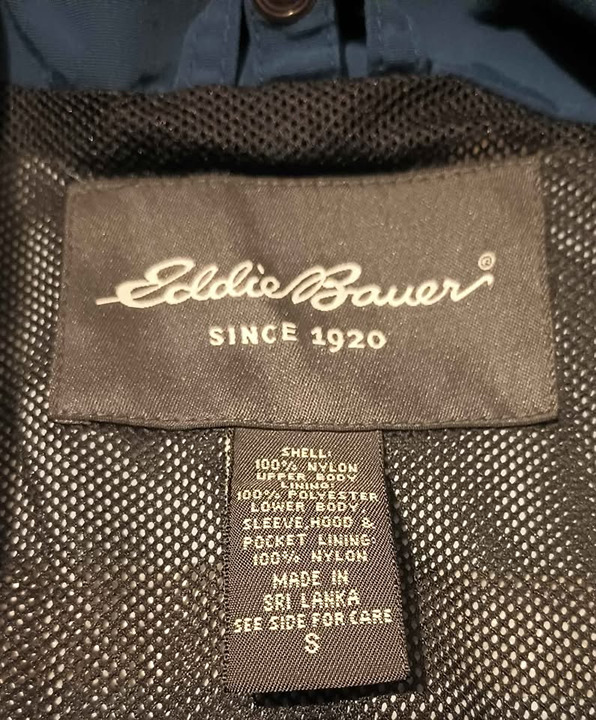 Eddie Bauer®
SINCE 1920
SHELL:
100% NYLON
UPPER BODY
LINING:
100% POLYESTER
LOWER BODY
SLEEVE,HOOD &
POCKET LINING:
100% NYLON
MADE IN
SRI LANKA
SEE SIDE FOR CARE
S